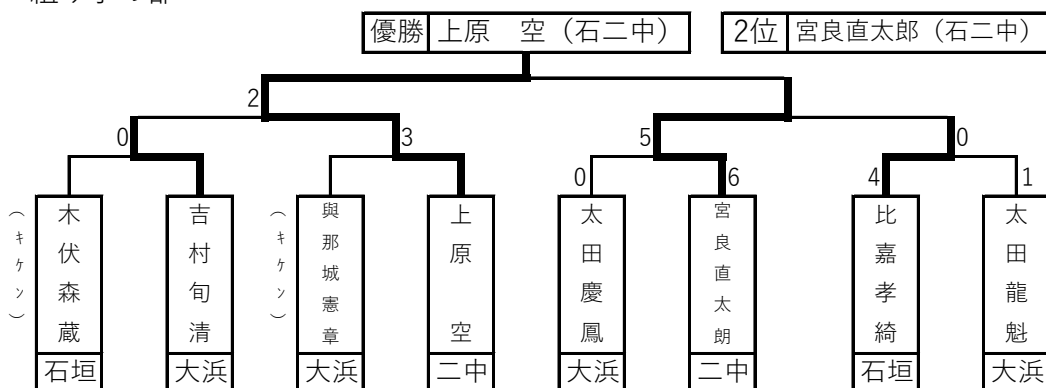 優勝 上原 空（石二中） 2位 宮良直太郎（石二中）
2
0 3 5 0
0 6 4 1
（キケン） 木伏森蔵 吉村旬清 （キケン） 與那城憲章 上原 空 太田慶鳳 宮良直太朗 比嘉孝綺 太田龍魁
石垣 大浜 大浜 二中 大浜 二中 石垣 大浜